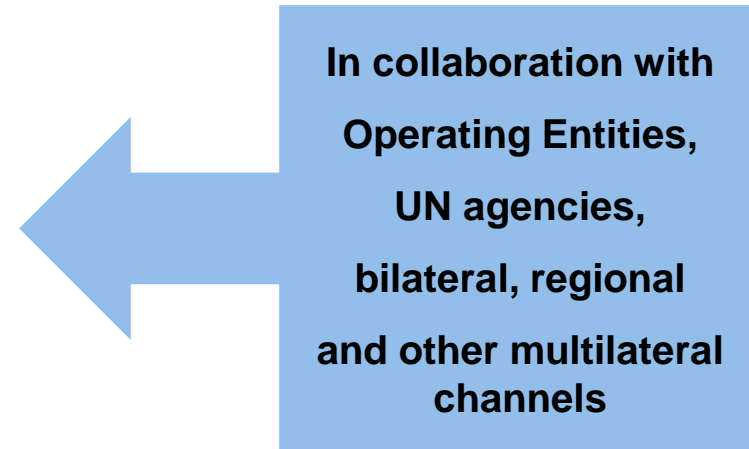 In collaboration with
Operating Entities,
UN agencies,
bilateral, regional
and other multilateral
channels